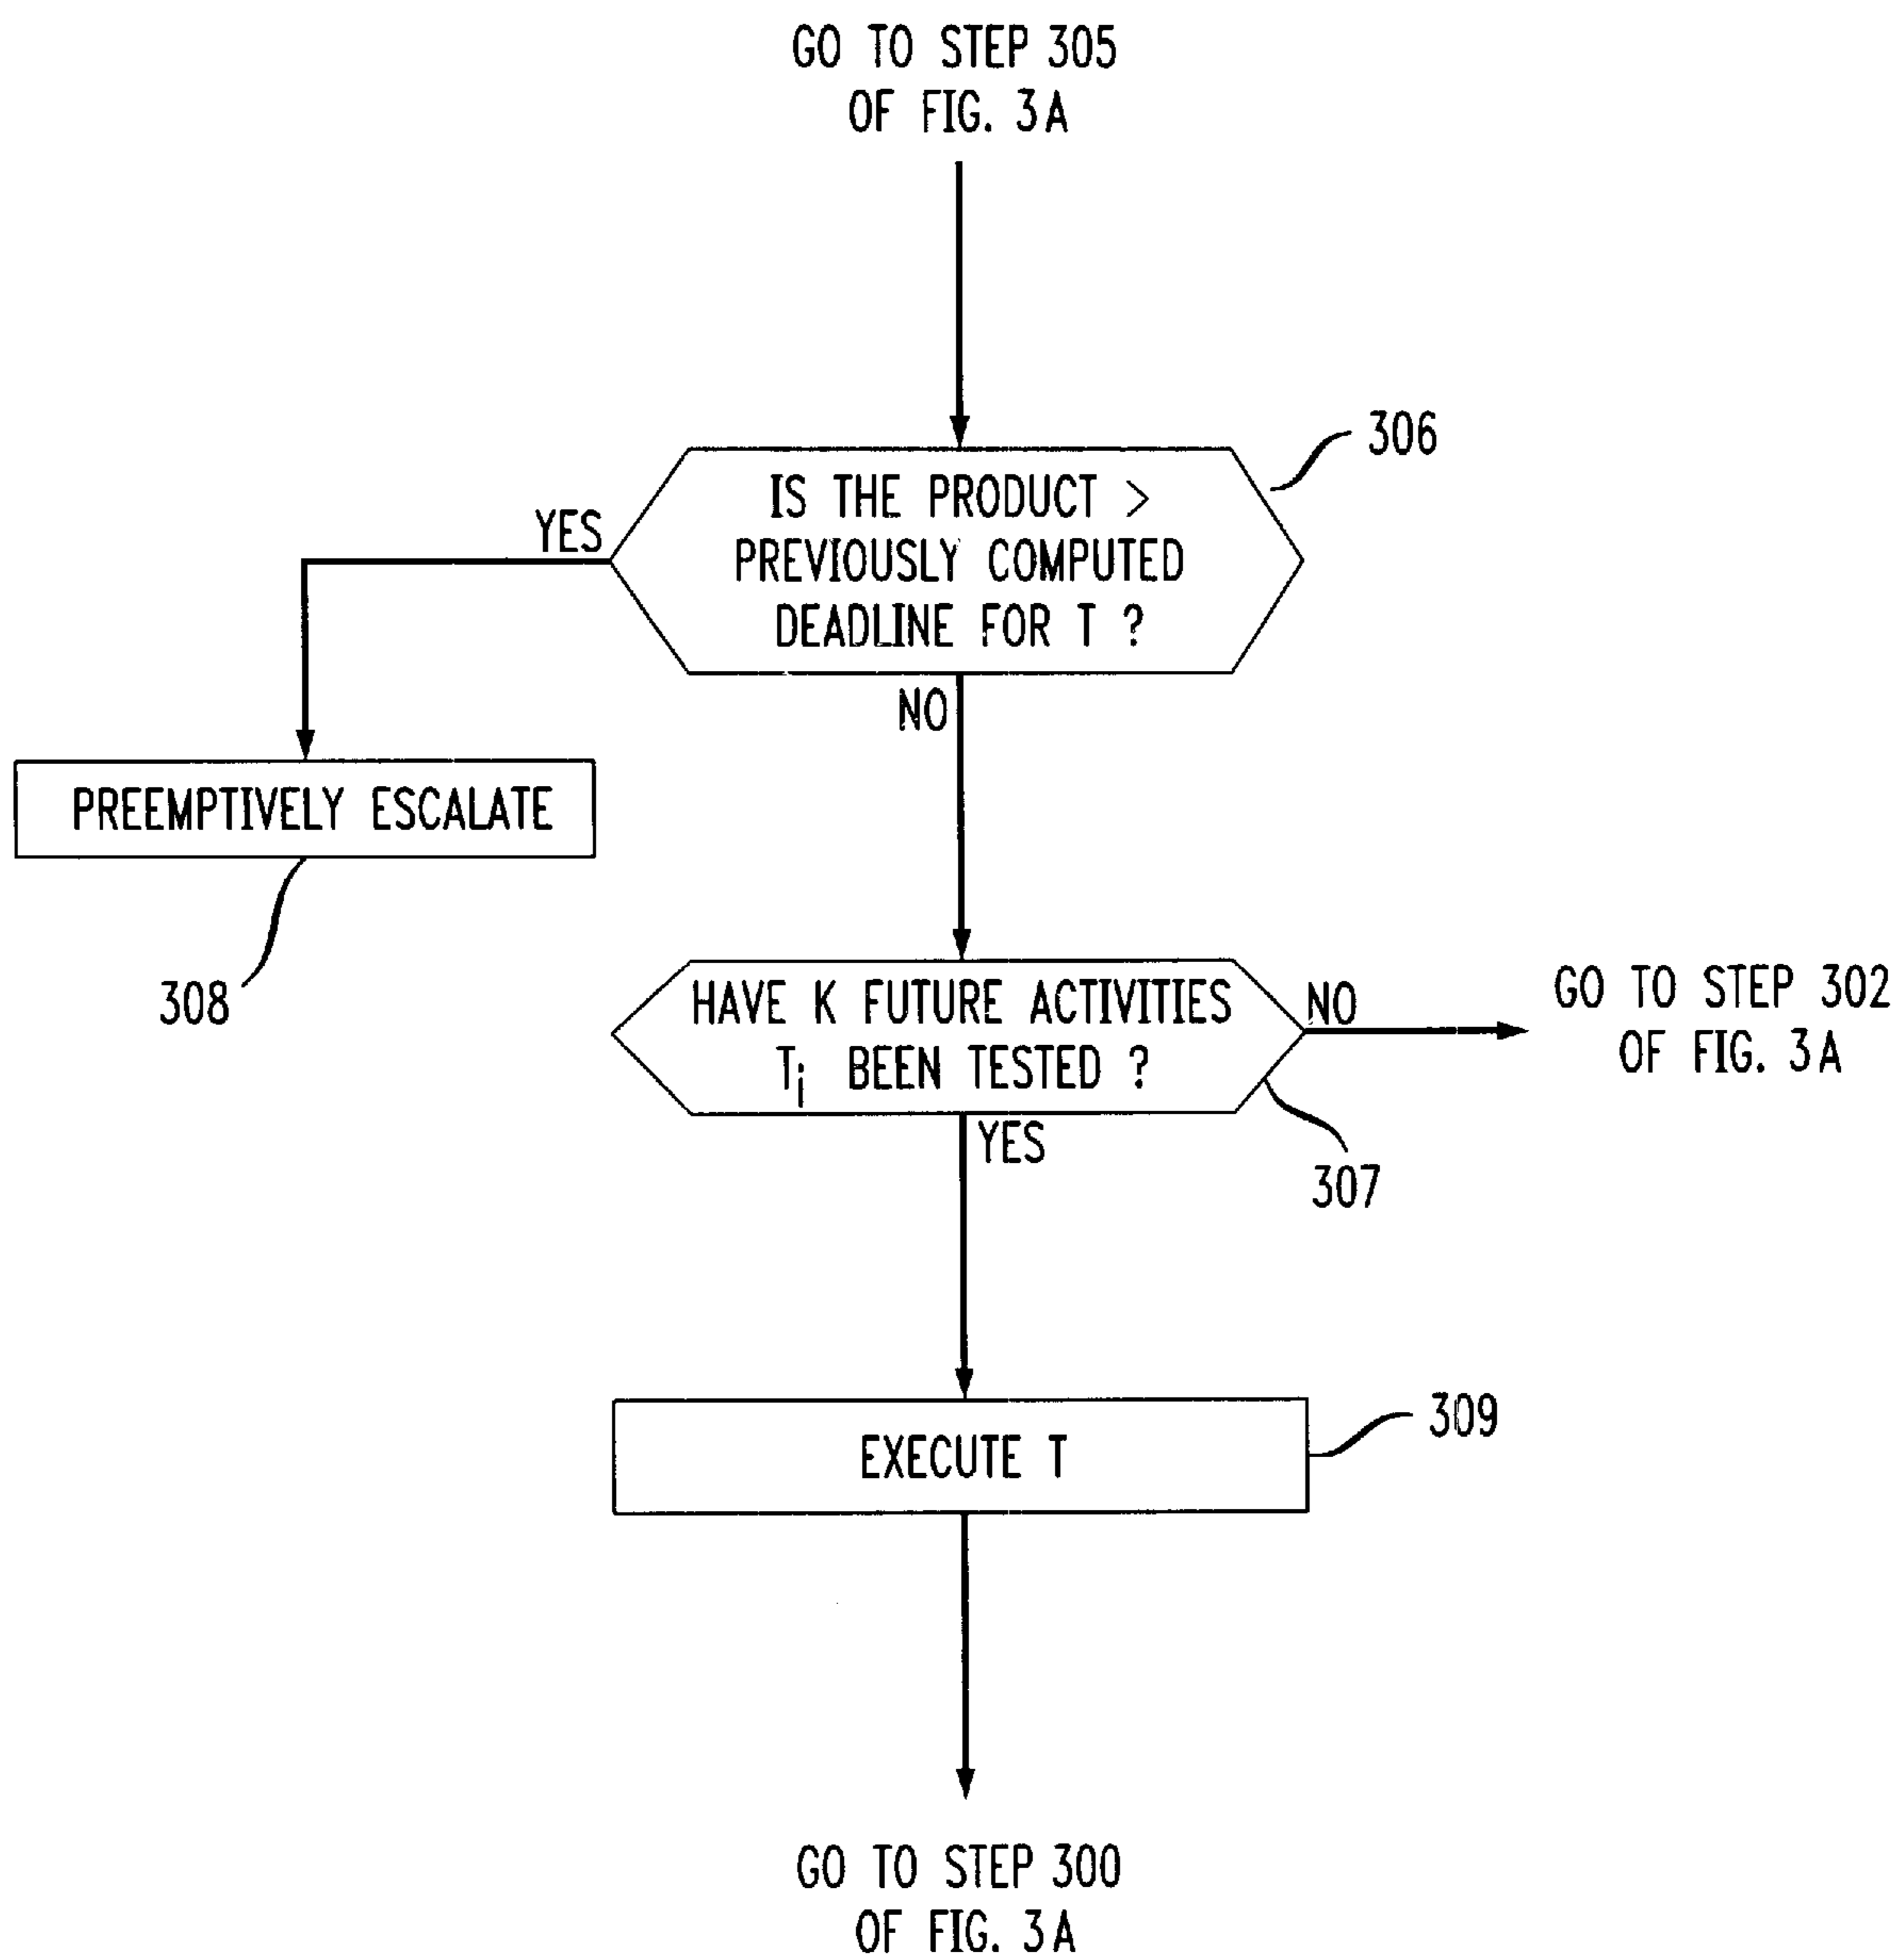 GO TO STEP 305
OF FIG. 3A
306
IS THE PRODUCT >
PREVIOUSLY COMPUTED
DEADLINE FOR T ?
YES
NO
PREEMPTIVELY ESCALATE
308
HAVE K FUTURE ACTIVITIES
Ti BEEN TESTED ?
NO
GO TO STEP 302
OF FIG. 3A
YES
307
EXECUTE T
309
GO TO STEP 300
OF FIG. 3A